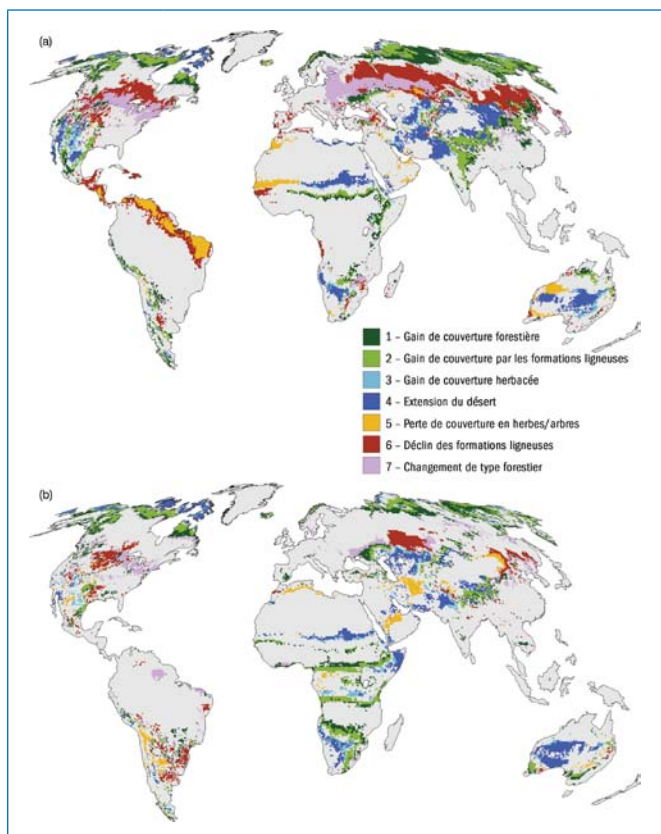 (a)
1 – Gain de couverture forestière
2 – Gain de couverture par les formations ligneuses
3 – Gain de couverture herbacée
4 – Extension du désert
5 – Perte de couverture en herbes/arbres
6 – Déclin des formations ligneuses
7 – Changement de type forestier
(b)